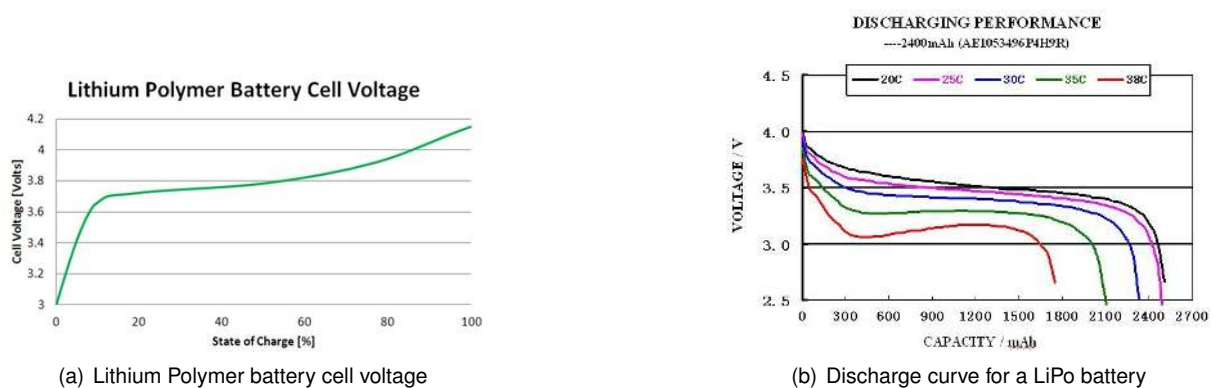 Lithium Polymer Battery Cell Voltage
Cell Voltage [Volts]
4.2
4
3.8
3.6
3.4
3.2
3
0 20 40 60 80 100
State of Charge [%]
(a) Lithium Polymer battery cell voltage
DISCHARGING PERFORMANCE
----2400mAh (AE1053496P4H9R)
20C 25C 30C 35C 38C
VOLTAGE / V
4.5
4.0
3.5
3.0
2.5
0 300 600 900 1200 1500 1800 2100 2400 2700
CAPACITY / mAh
(b) Discharge curve for a LiPo battery